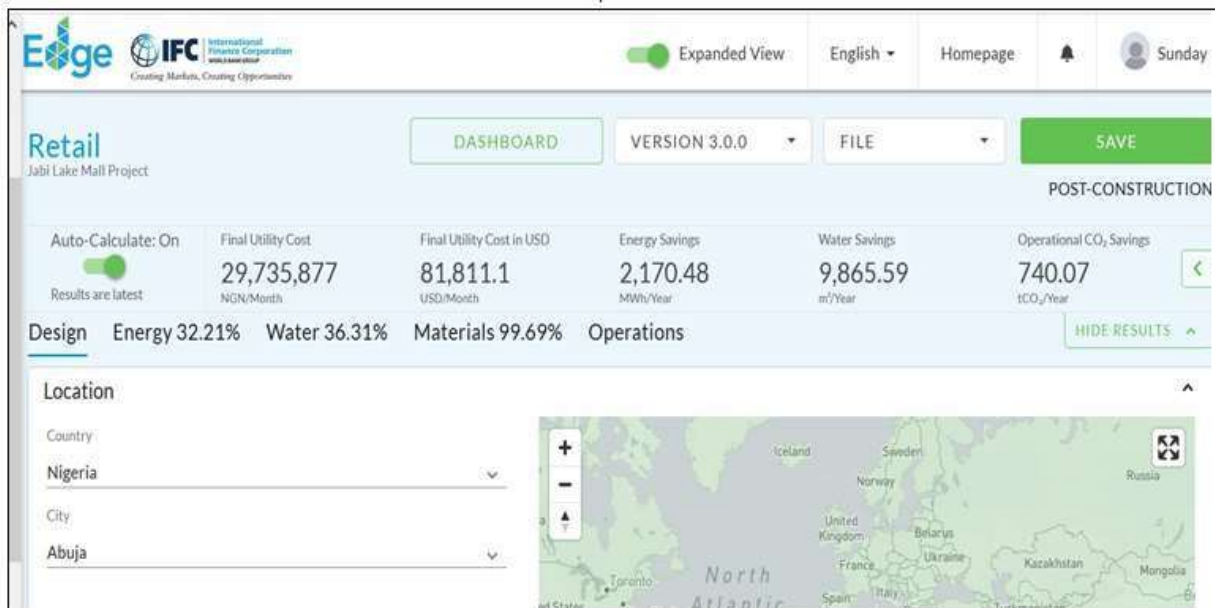 Edge IFC International Finance Corporation WORLD BANK GROUP
Creating Markets, Creating Opportunities
Expanded View English Homepage Sunday
Retail DASHBOARD VERSION 3.0.0 FILE SAVE
Jabi Lake Mall Project
POST-CONSTRUCTION
Auto-Calculate: On Final Utility Cost Final Utility Cost in USD Energy Savings Water Savings Operational CO₂ Savings
29,735,877 81,811.1 2,170.48 9,865.59 740.07
Results are latest NGN/Month USD/Month MWh/Year m³/Year tCO₂/Year
Design Energy 32.21% Water 36.31% Materials 99.69% Operations HIDE RESULTS
Location
Country
Nigeria
City
Abuja
Iceland Sweden
Norway Russia
United
Kingdom Belarus
France Ukraine Kazakhstan Mongolia
Toronto North
Spain Italy
Atlantic